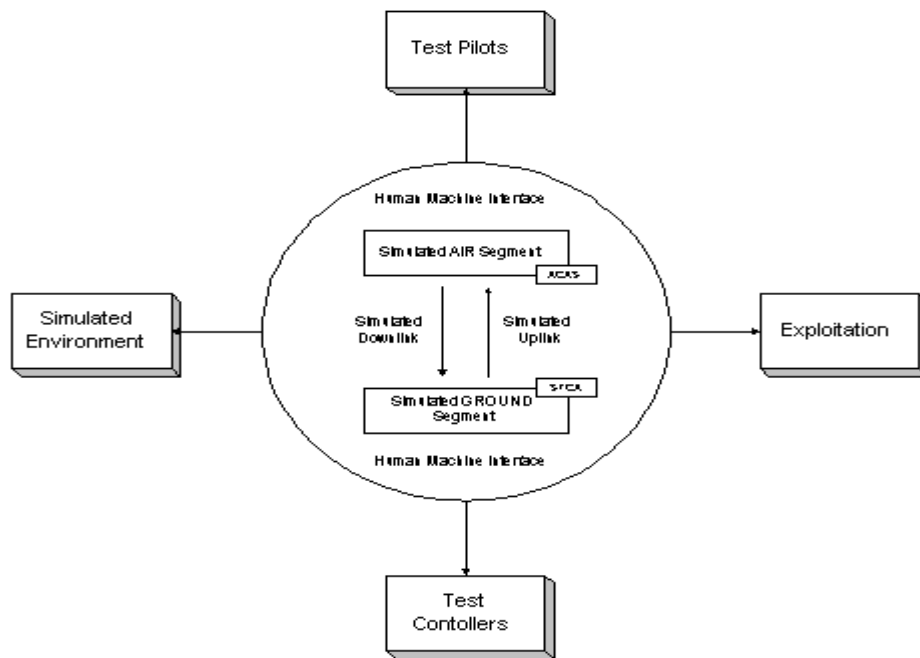 Test Pilots
Human Machine Interface
Simulated AIR Segment
ACAS
Simulated
Environment
Simulated
Downlink
Simulated
Uplink
Exploitation
STCA
Simulated GROUND
Segment
Human Machine Interface
Test
Contollers